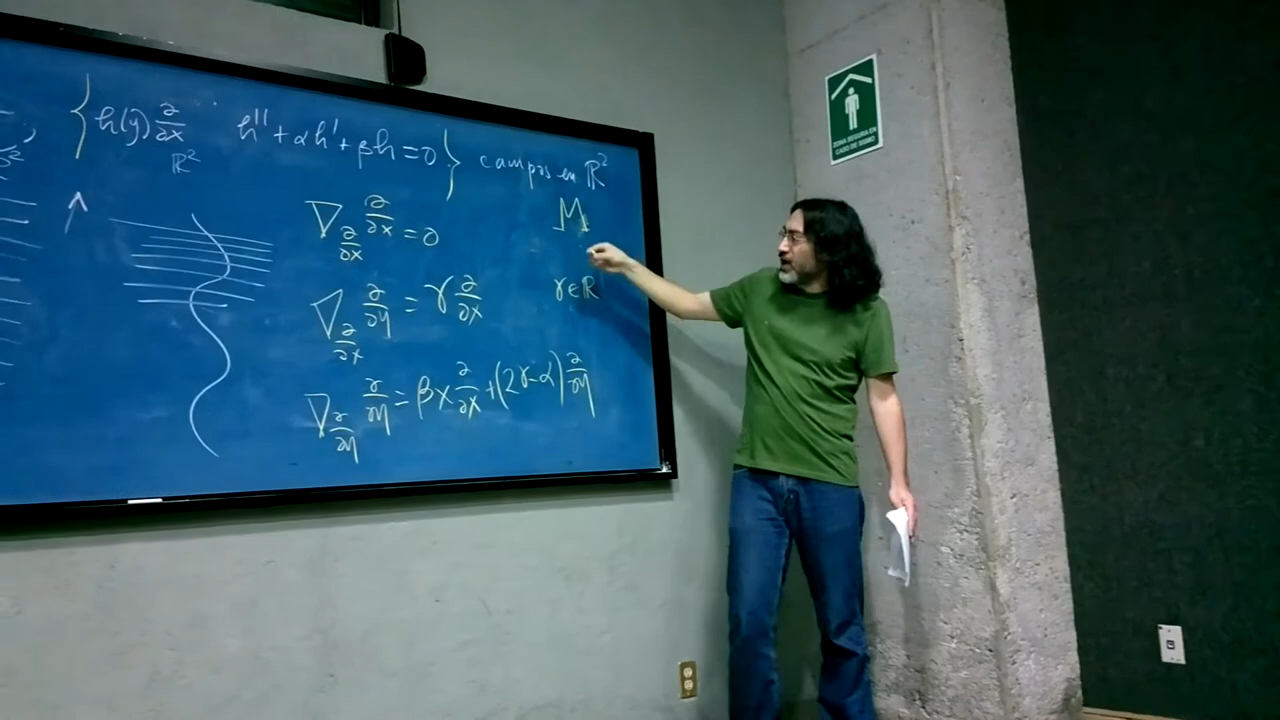 { h(y) ∂/∂x   h'' + αh' + βh = 0 } campos en ℝ²
ℝ²
M
∇_{∂/∂x} ∂/∂x = 0
∇_{∂/∂x} ∂/∂y = γ ∂/∂x
γ ∈ ℝ
∇_{∂/∂y} ∂/∂y = βx ∂/∂x + (2γ - α) ∂/∂y
ZONA SEGURA EN
CASO DE SISMO